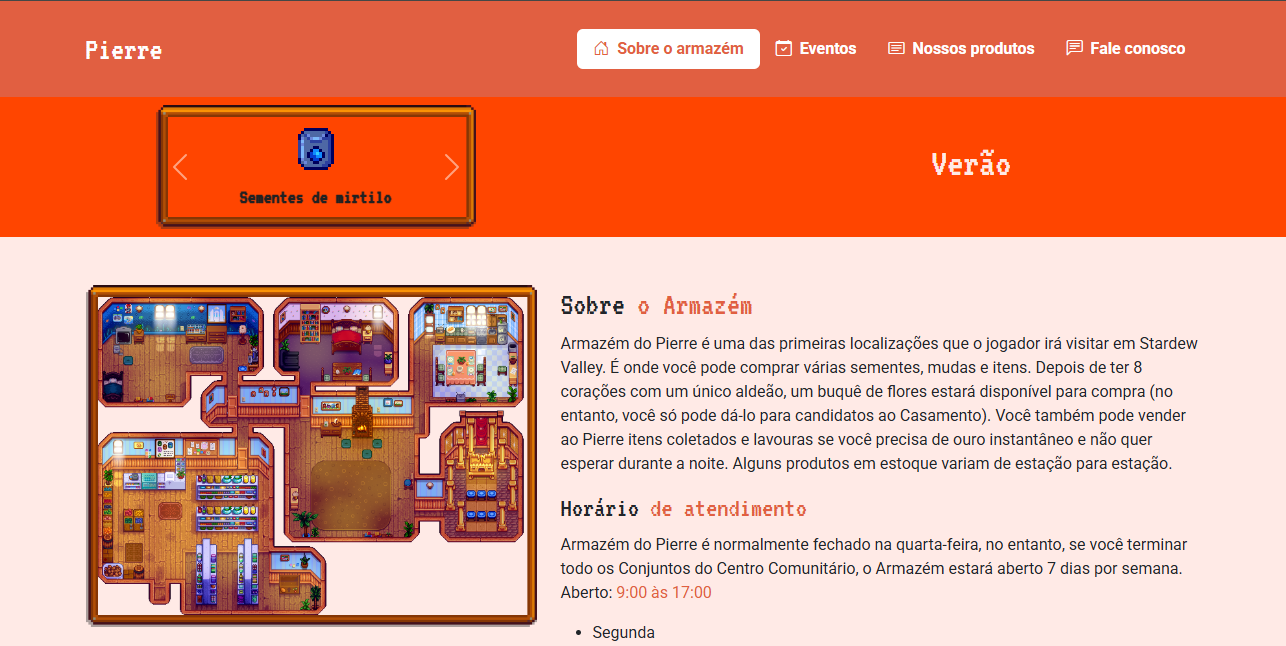 Pierre
Sobre o armazém
Eventos
Nossos produtos
Fale conosco
Sementes de mirtilo
Verão
Sobre o Armazém
Armazém do Pierre é uma das primeiras localizações que o jogador irá visitar em Stardew
Valley. É onde você pode comprar várias sementes, mudas e itens. Depois de ter 8
corações com um único aldeão, um buquê de flores estará disponível para compra (no
entanto, você só pode dá-lo para candidatos ao Casamento). Você também pode vender
ao Pierre itens coletados e lavouras se você precisa de ouro instantâneo e não quer
esperar durante a noite. Alguns produtos em estoque variam de estação para estação.
Horário de atendimento
Armazém do Pierre é normalmente fechado na quarta-feira, no entanto, se você terminar
todo os Conjuntos do Centro Comunitário, o Armazém estará aberto 7 dias por semana.
Aberto: 9:00 às 17:00
• Segunda